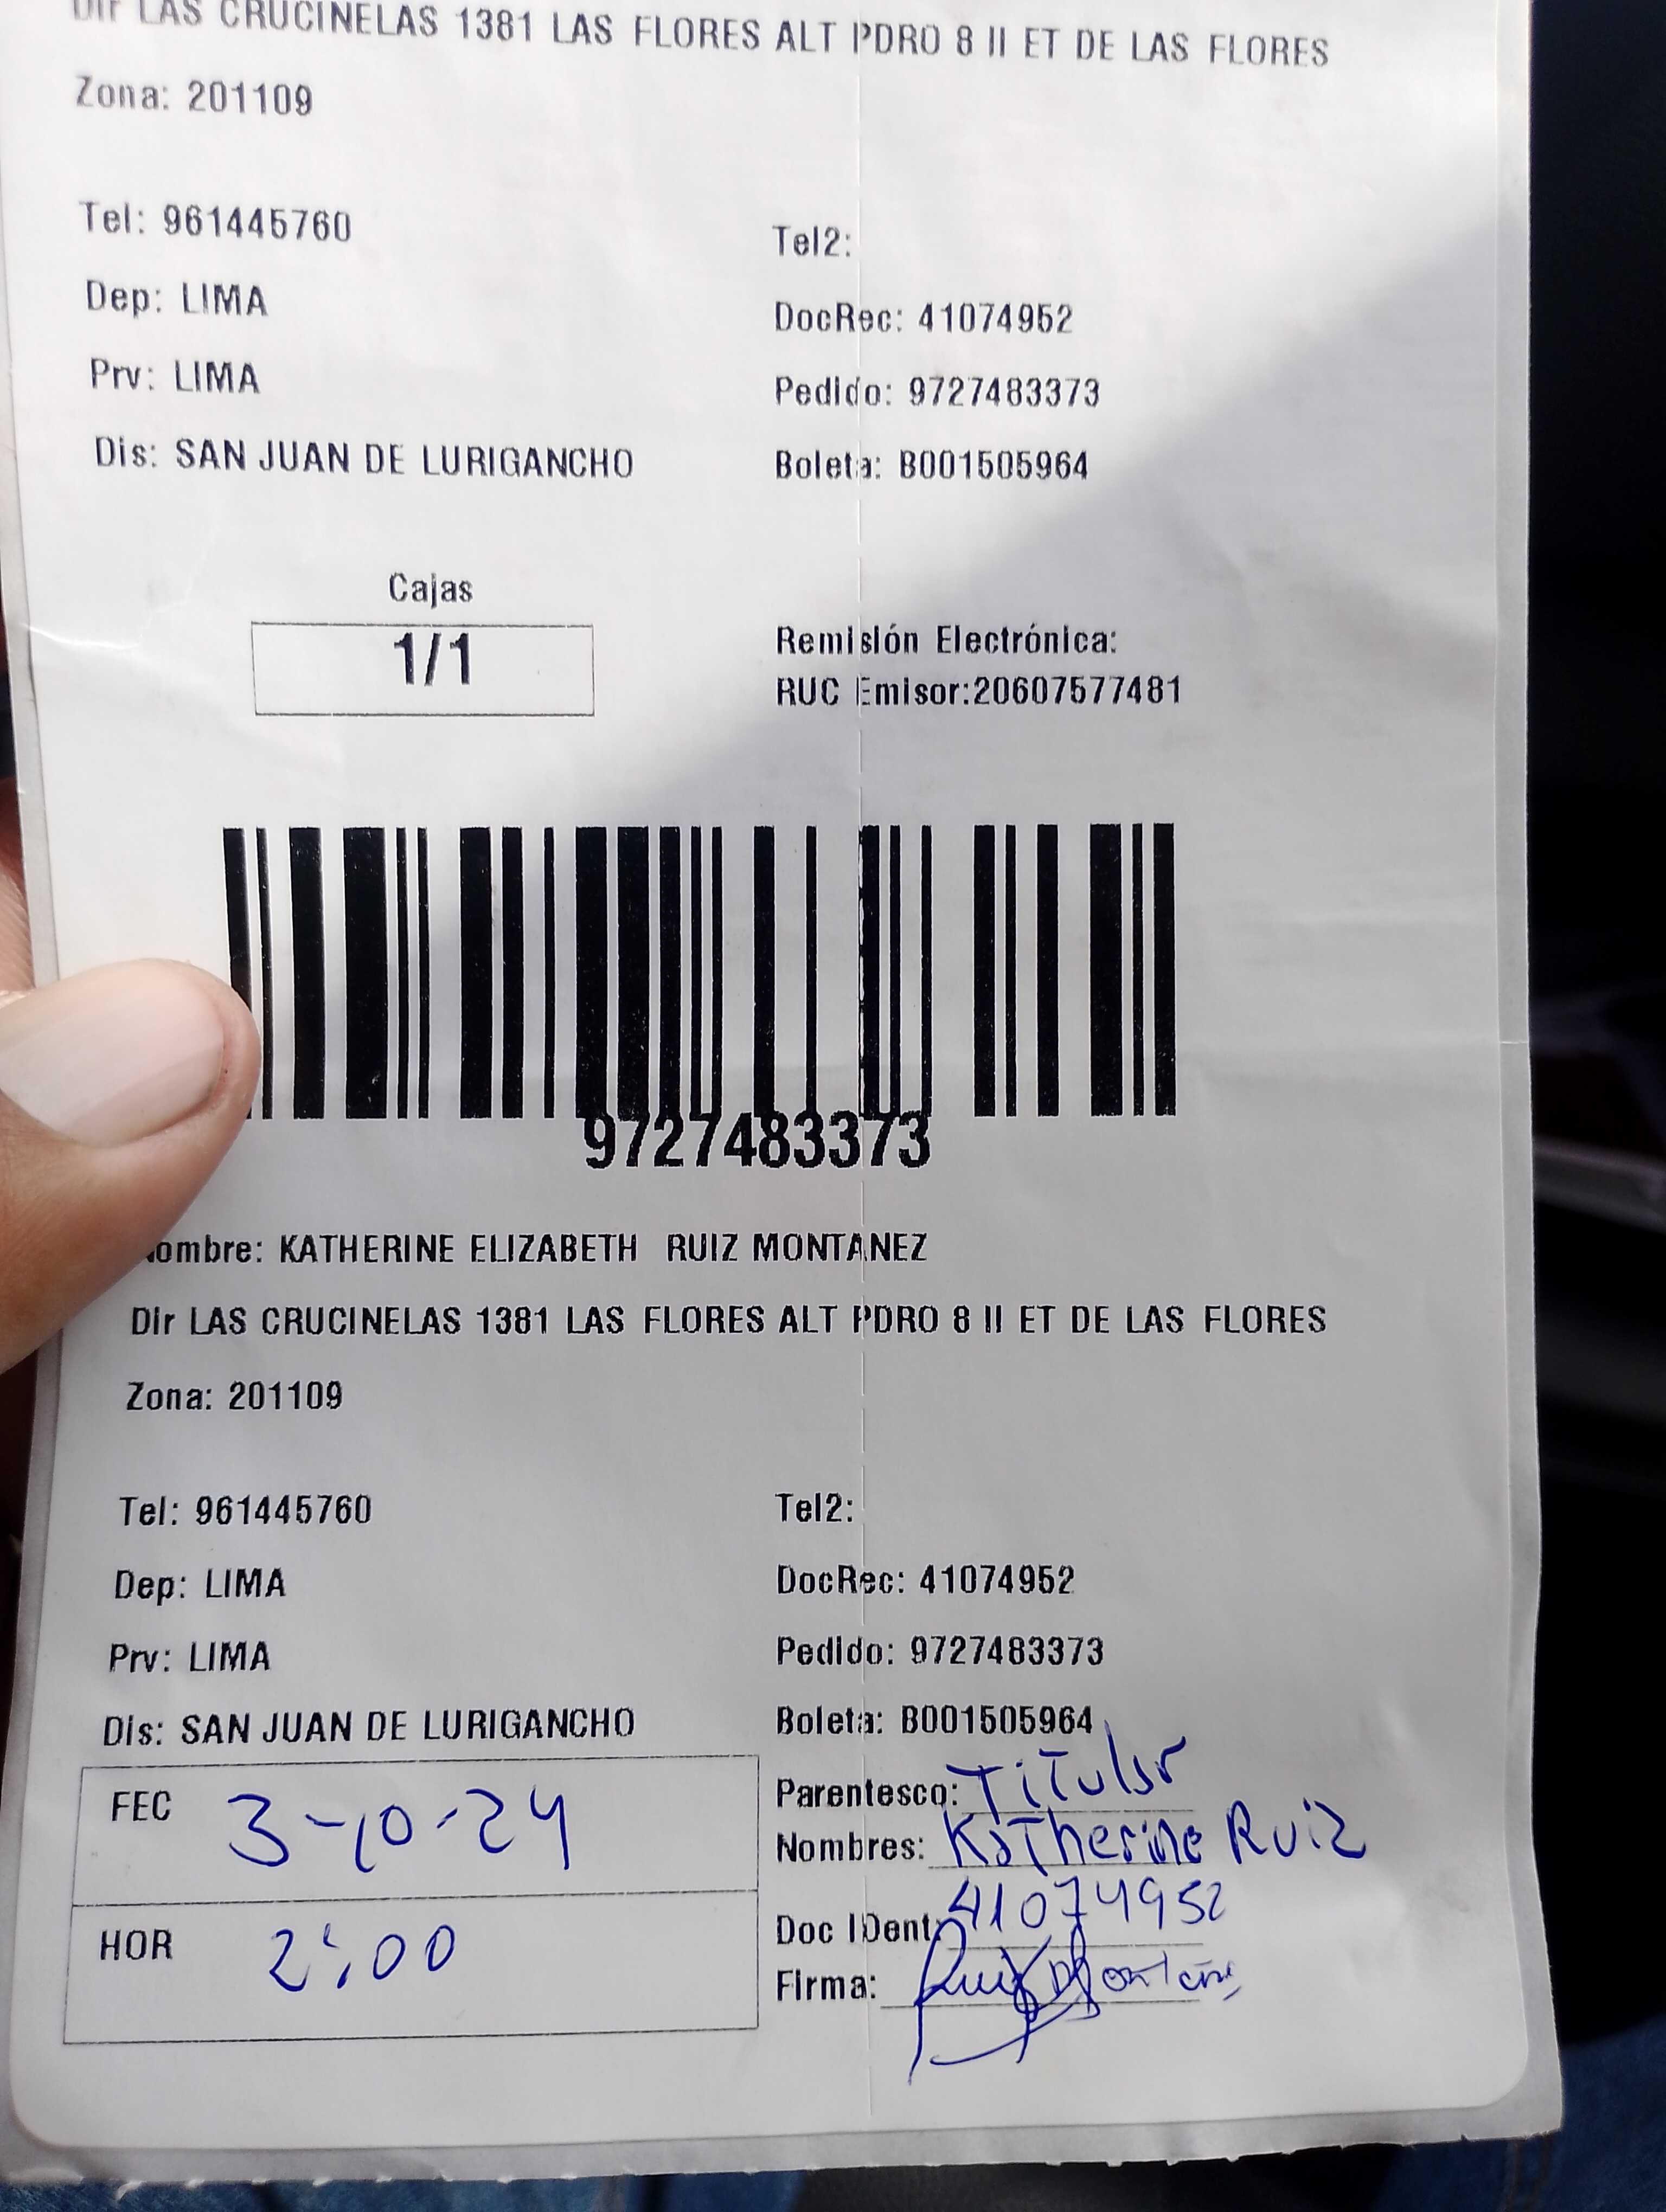 Dir LAS CRUCINELAS 1381 LAS FLORES ALT PDRO 8 II ET DE LAS FLORES
Zona: 201109
Tel: 961445760
Tel2:
Dep: LIMA
DocRec: 41074952
Prv: LIMA
Pedido: 9727483373
Dis: SAN JUAN DE LURIGANCHO
Boleta: B001505964
Cajas
1/1
Remisión Electrónica:
RUC Emisor:20607577481
9727483373
ombre: KATHERINE ELIZABETH RUIZ MONTANEZ
Dir LAS CRUCINELAS 1381 LAS FLORES ALT PDRO 8 II ET DE LAS FLORES
Zona: 201109
Tel: 961445760
Tel2:
Dep: LIMA
DocRec: 41074952
Prv: LIMA
Pedido: 9727483373
Dis: SAN JUAN DE LURIGANCHO
Boleta: B001505964
FEC 3-10-24
Parentesco: Titular
Nombres: Katherine Ruiz
HOR 2:00
Doc IDent: 41074952
Firma: Ruiz